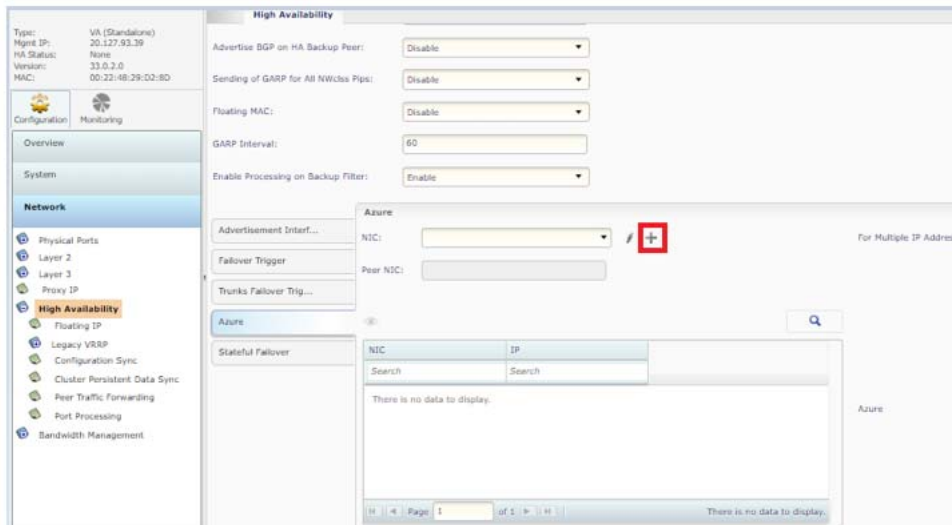 High Availability
Type: VA (Standalone)
Mgmt IP: 20.127.93.39
HA Status: None
Version: 33.0.2.0
MAC: 00:22:48:29:D2:8D
Configuration Monitoring
Overview
System
Network
Physical Ports
Layer 2
Layer 3
Proxy IP
High Availability
Floating IP
Legacy VRRP
Configuration Sync
Cluster Persistent Data Sync
Peer Traffic Forwarding
Port Processing
Bandwidth Management
Advertise BGP on HA Backup Peer: Disable
Sending of GARP for All NWclss Pips: Disable
Floating MAC: Disable
GARP Interval: 60
Enable Processing on Backup Filter: Enable
Advertisement Interf...
Failover Trigger
Trunks Failover Trig...
Azure
Stateful Failover
Azure
NIC:
For Multiple IP Addres
Peer NIC:
NIC IP
Search Search
There is no data to display.
Azure
Page 1 of 1 There is no data to display.